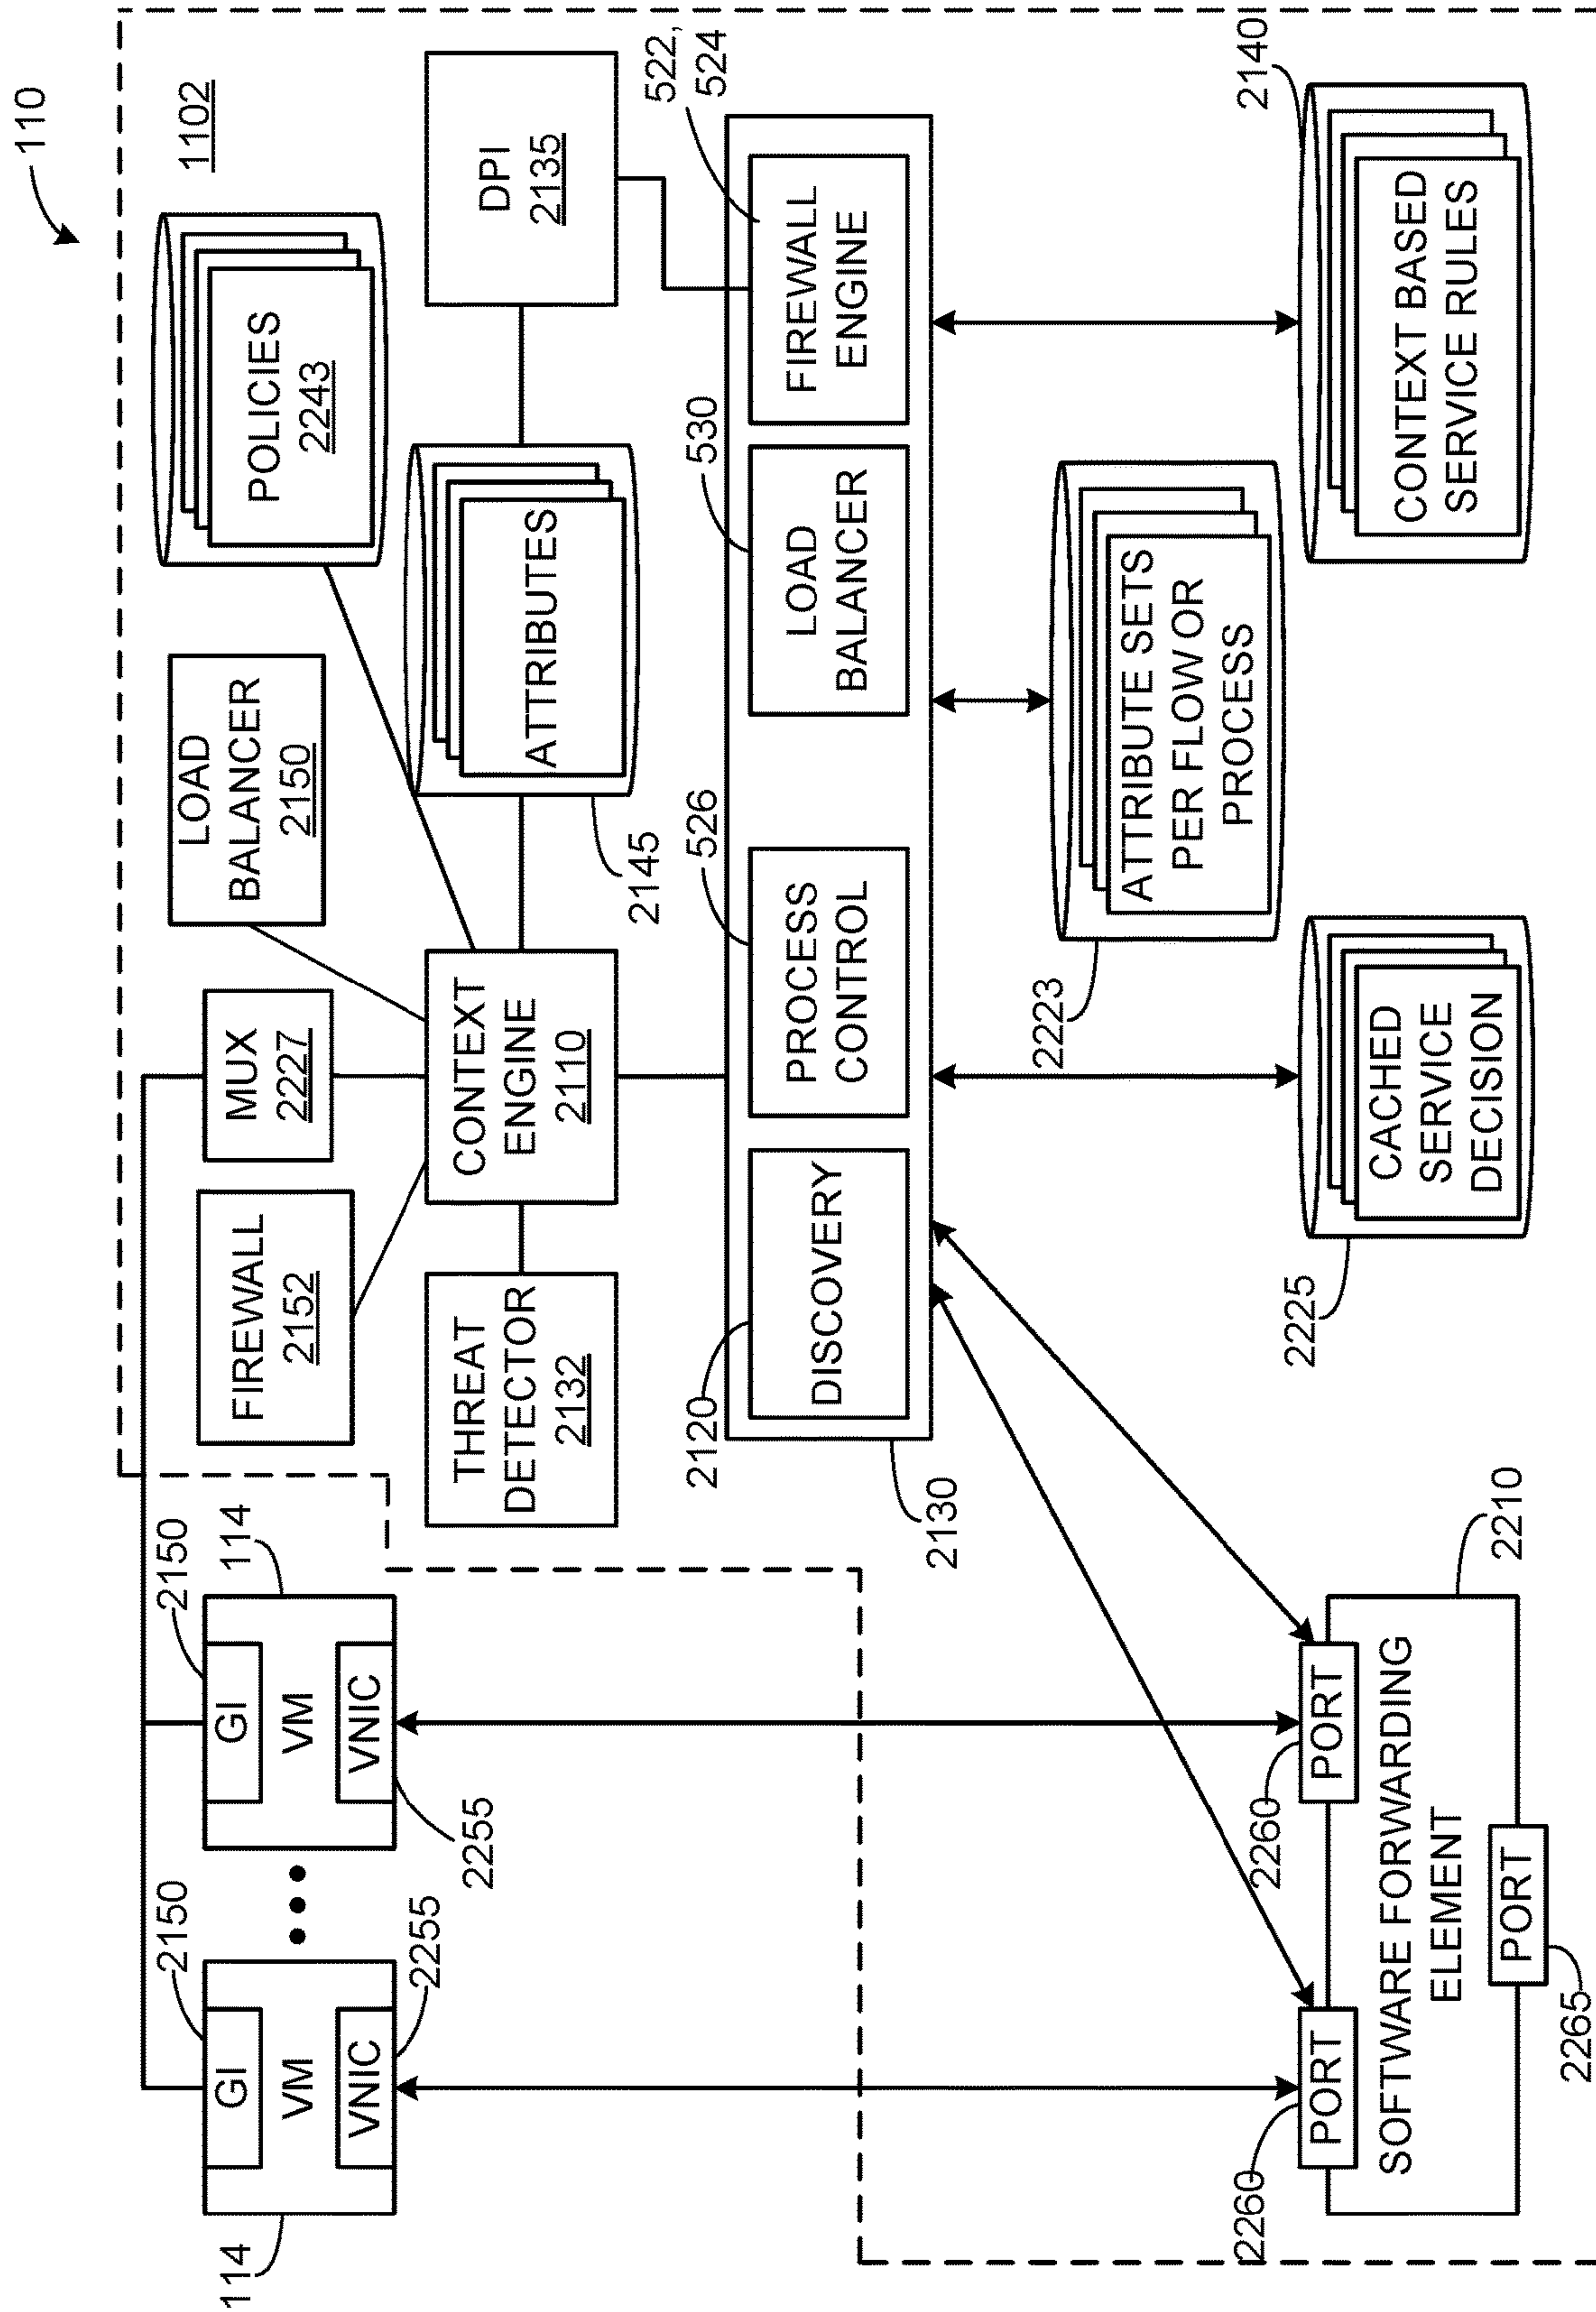 110
1102
114
2150
GI
VM
VNIC
2255
114
2150
GI
VM
VNIC
2255
FIREWALL
2152
MUX
2227
LOAD
BALANCER
2150
POLICIES
2243
THREAT
DETECTOR
2132
CONTEXT
ENGINE
2110
ATTRIBUTES
2145
DPI
2135
2120
DISCOVERY
526
PROCESS
CONTROL
530
LOAD
BALANCER
522,
524
FIREWALL
ENGINE
2130
2223
ATTRIBUTE SETS
PER FLOW OR
PROCESS
2260
PORT
2260
PORT
SOFTWARE FORWARDING
ELEMENT
2210
PORT
2265
2225
CACHED
SERVICE
DECISION
2140
CONTEXT BASED
SERVICE RULES